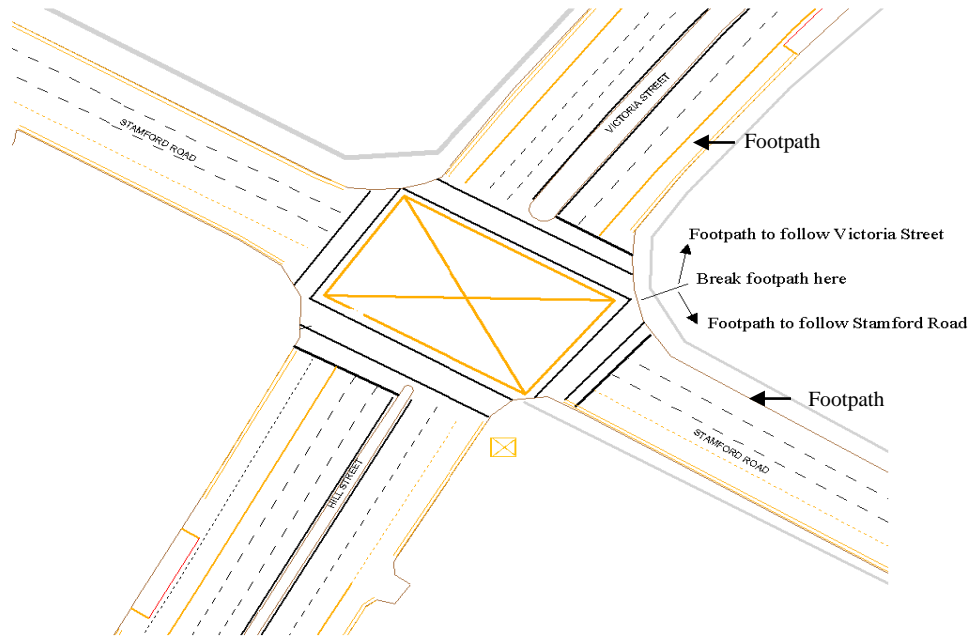 STAMFORD ROAD
VICTORIA STREET
Footpath
Footpath to follow Victoria Street
Break footpath here
Footpath to follow Stamford Road
Footpath
STAMFORD ROAD
HILL STREET